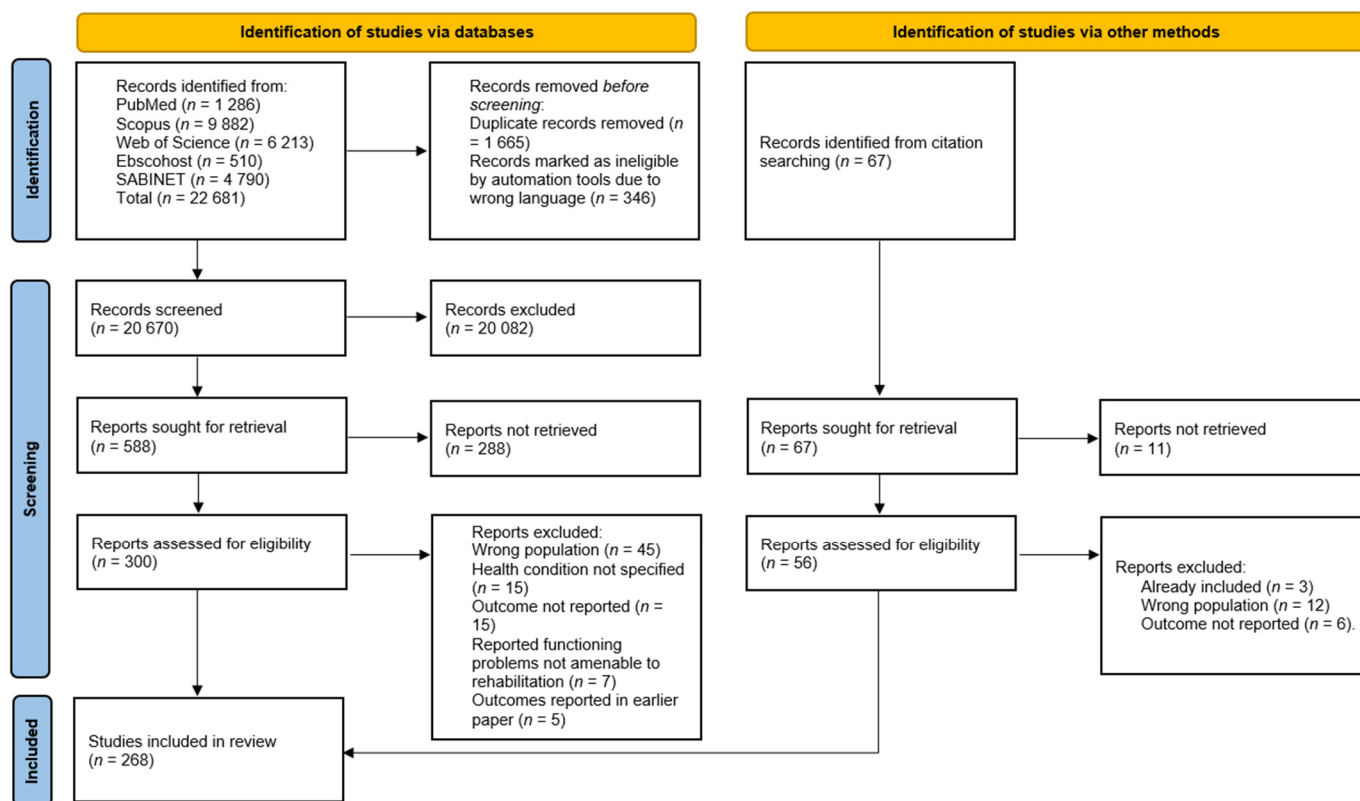 Identification of studies via databases
Identification of studies via other methods
Identification
Records identified from:
PubMed (n = 1 286)
Scopus (n = 9 882)
Web of Science (n = 6 213)
Ebscohost (n = 510)
SABINET (n = 4 790)
Total (n = 22 681)
Records removed before
screening:
Duplicate records removed (n
= 1 665)
Records marked as ineligible
by automation tools due to
wrong language (n = 346)
Records identified from citation
searching (n = 67)
Screening
Records screened
(n = 20 670)
Records excluded
(n = 20 082)
Reports sought for retrieval
(n = 588)
Reports not retrieved
(n = 288)
Reports sought for retrieval
(n = 67)
Reports not retrieved
(n = 11)
Reports assessed for eligibility
(n = 300)
Reports excluded:
Wrong population (n = 45)
Health condition not specified
(n = 15)
Outcome not reported (n =
15)
Reported functioning
problems not amenable to
rehabilitation (n = 7)
Outcomes reported in earlier
paper (n = 5)
Reports assessed for eligibility
(n = 56)
Reports excluded:
Already included (n = 3)
Wrong population (n = 12)
Outcome not reported (n = 6).
Included
Studies included in review
(n = 268)